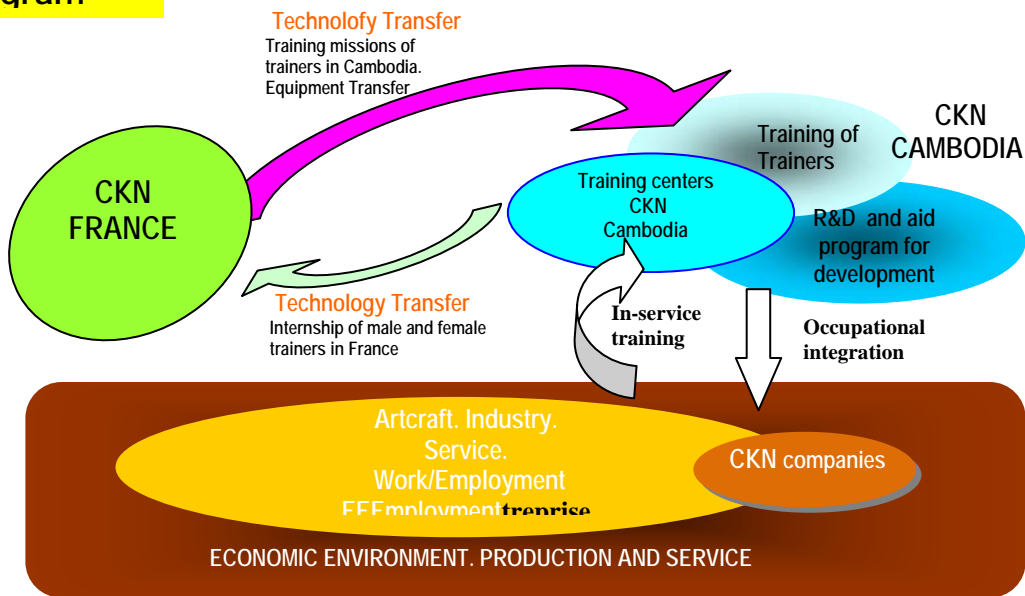 gram
Technolofy Transfer
Training missions of
trainers in Cambodia.
Equipment Transfer
CKN
FRANCE
CKN
CAMBODIA
Training of
Trainers
Training centers
CKN
Cambodia
R&D and aid
program for
development
Technology Transfer
Internship of male and female
trainers in France
In-service
training
Occupational
integration
Artcraft. Industry.
Service.
Work/Employment
EFEmploymenttreprise
CKN companies
ECONOMIC ENVIRONMENT. PRODUCTION AND SERVICE